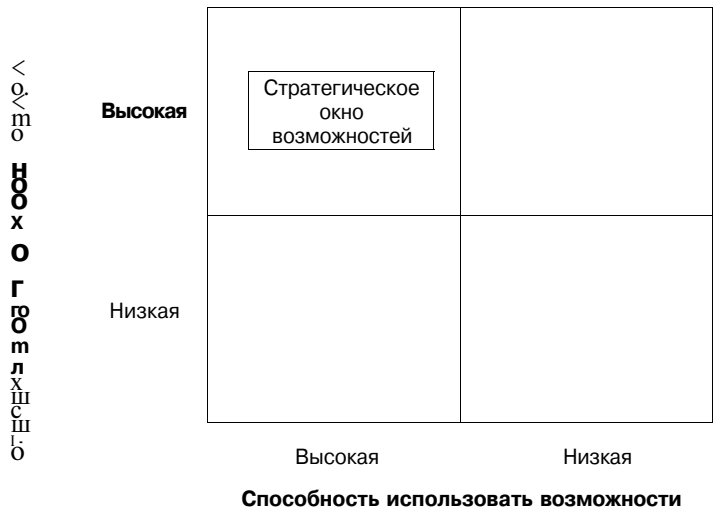 Стратегическое
окно
возможностей
Высокая
Низкая
Высокая
Низкая
Способность использовать возможности